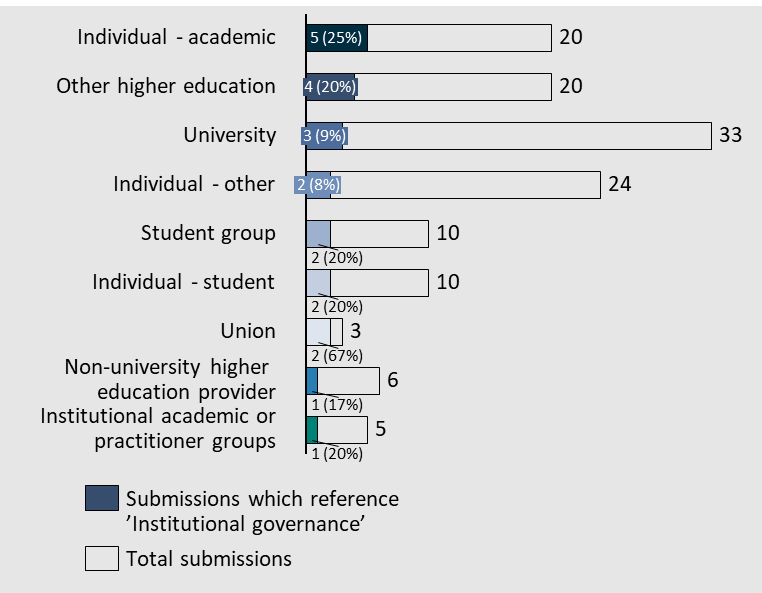 Individual - academic
5 (25%)
20
Other higher education
4 (20%)
20
University
3 (9%)
33
Individual - other
2 (8%)
24
Student group
10
2 (20%)
Individual - student
10
2 (20%)
Union
3
2 (67%)
Non-university higher
education provider
6
1 (17%)
Institutional academic or
practitioner groups
5
1 (20%)
Submissions which reference
’Institutional governance’
Total submissions